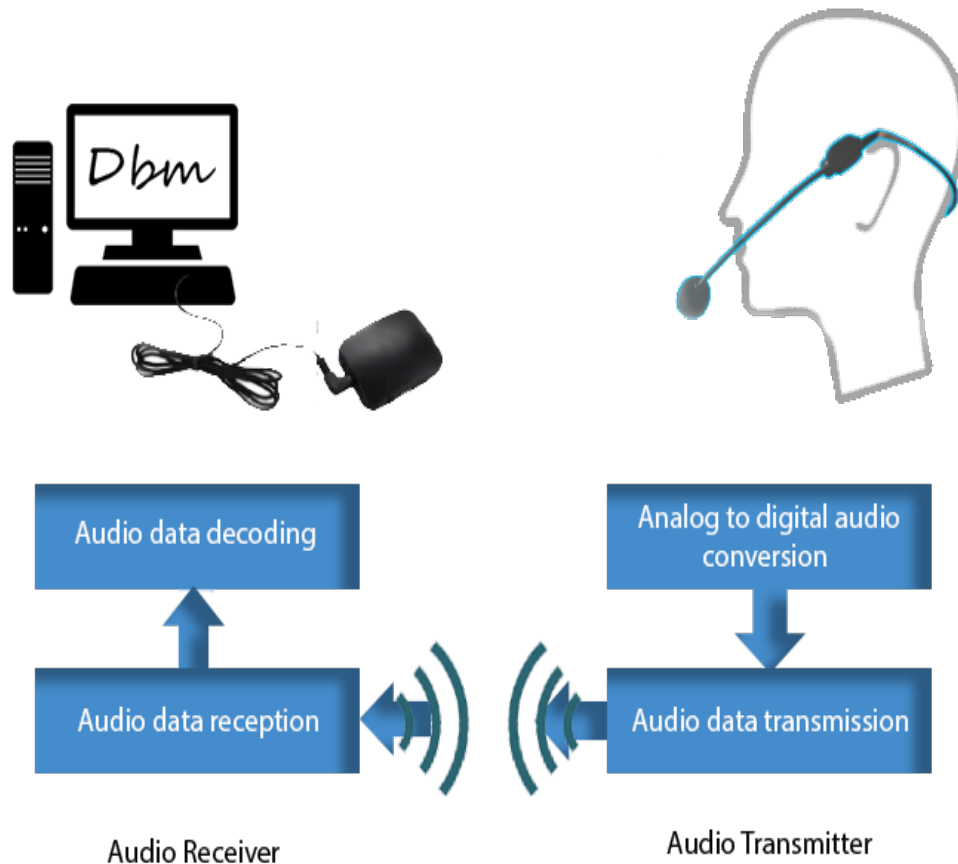 Dbm
Audio data decoding
Analog to digital audio
conversion
Audio data reception
Audio data transmission
Audio Receiver
Audio Transmitter